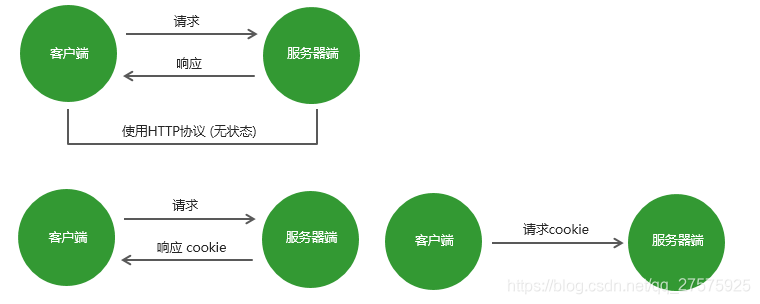 请求
客户端
服务器端
响应
使用HTTP协议 (无状态)
请求
客户端
服务器端
响应 cookie
请求cookie
客户端
服务器端
https://blog.csdn.net/qq_27575925